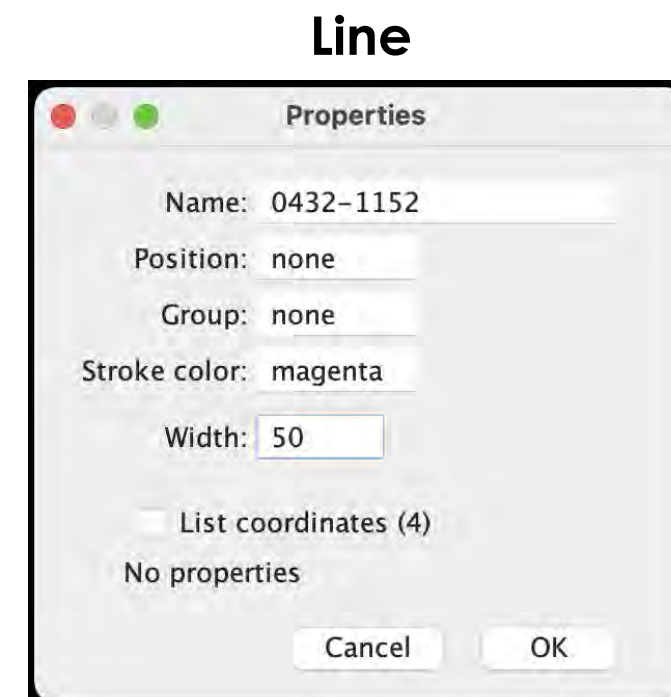 Line
Properties
Name: 0432-1152
Position: none
Group: none
Stroke color: magenta
Width: 50
List coordinates (4)
No properties
Cancel OK